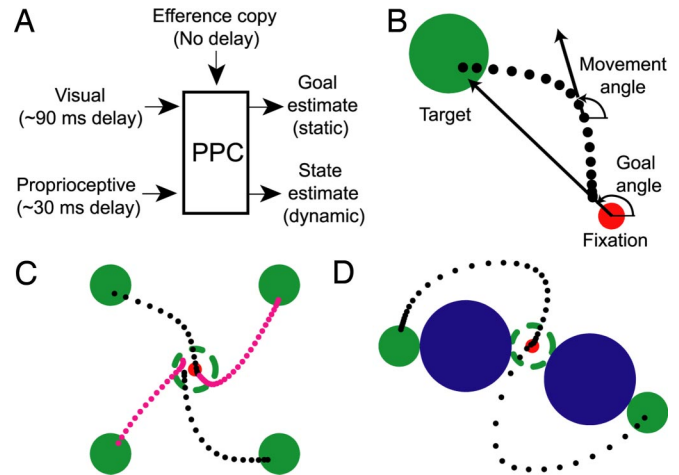 A
Efference copy
(No delay)
Visual
(~90 ms delay)
Goal
estimate
(static)
PPC
Proprioceptive
(~30 ms delay)
State
estimate
(dynamic)
B
Movement
angle
Target
Goal
angle
Fixation
C
D